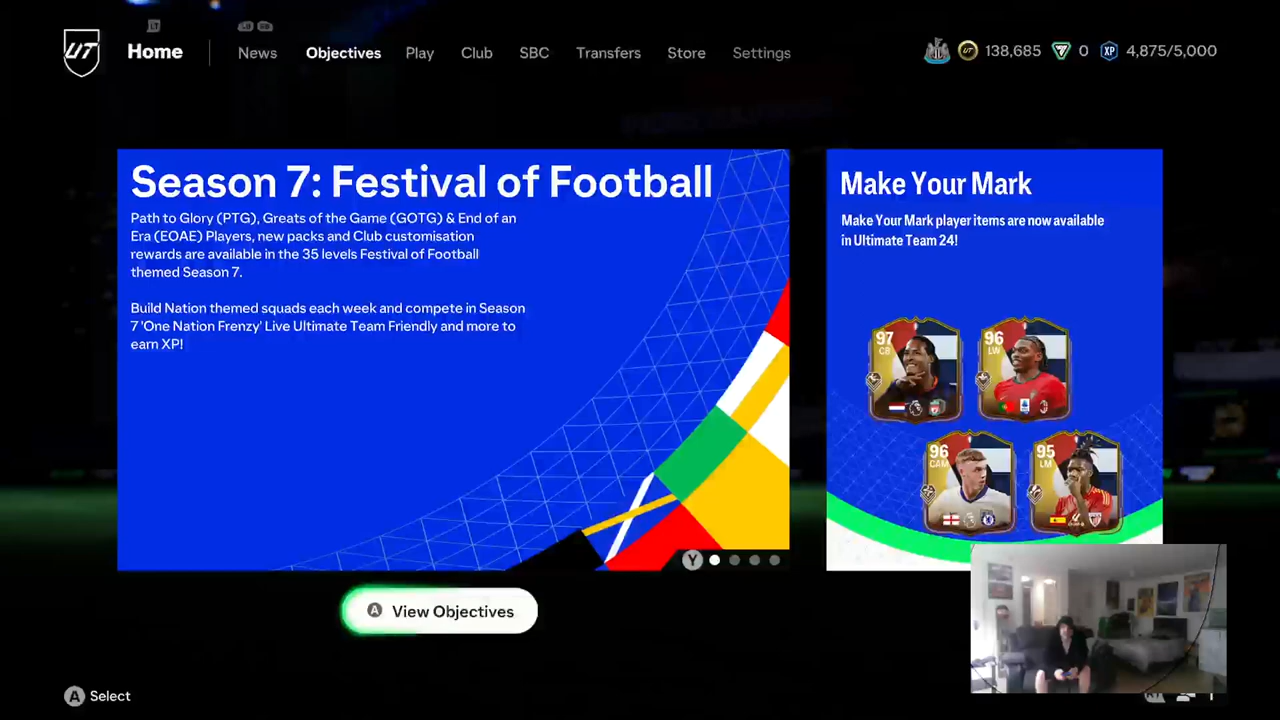 LT
LB RB
UT
Home
News
Objectives
Play
Club
SBC
Transfers
Store
Settings
UT
138,685
0
XP
4,875/5,000
Season 7: Festival of Football
Path to Glory (PTG), Greats of the Game (GOTG) & End of an
Era (EOAE) Players, new packs and Club customisation
rewards are available in the 35 levels Festival of Football
themed Season 7.
Build Nation themed squads each week and compete in Season
7 'One Nation Frenzy' Live Ultimate Team Friendly and more to
earn XP!
Y
Make Your Mark
Make Your Mark player items are now available
in Ultimate Team 24!
97
CB
96
LW
96
CAM
95
LM
A View Objectives
A Select